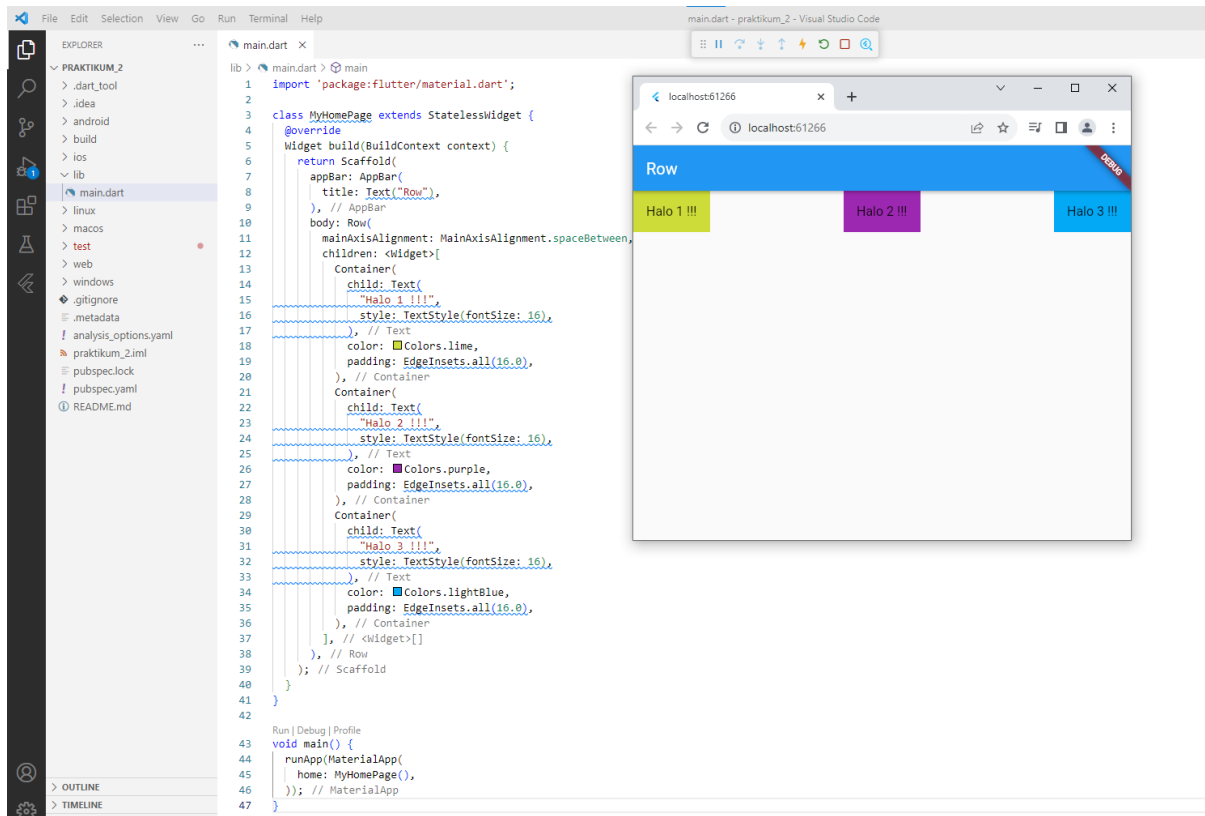 File Edit Selection View Go Run Terminal Help
main.dart - praktikum_2 - Visual Studio Code
EXPLORER ...
PRAKTIKUM_2
> .dart_tool
> .idea
> android
> build
> ios
lib
main.dart
> linux
> macos
> test
> web
> windows
.gitignore
.metadata
! analysis_options.yaml
praktikum_2.iml
pubspec.lock
! pubspec.yaml
README.md
> OUTLINE
> TIMELINE
1
main.dart ×
lib > main.dart > main
1 import 'package:flutter/material.dart';
2
3 class MyHomePage extends StatelessWidget {
4 @override
5 Widget build(BuildContext context) {
6 return Scaffold(
7 appBar: AppBar(
8 title: Text("Row"),
9 ), // AppBar
10 body: Row(
11 mainAxisAlignment: MainAxisAlignment.spaceBetween,
12 children: <Widget>[
13 Container(
14 child: Text(
15 "Halo 1 !!!",
16 style: TextStyle(fontSize: 16),
17 ), // Text
18 color: Colors.lime,
19 padding: EdgeInsets.all(16.0),
20 ), // Container
21 Container(
22 child: Text(
23 "Halo 2 !!!",
24 style: TextStyle(fontSize: 16),
25 ), // Text
26 color: Colors.purple,
27 padding: EdgeInsets.all(16.0),
28 ), // Container
29 Container(
30 child: Text(
31 "Halo 3 !!!",
32 style: TextStyle(fontSize: 16),
33 ), // Text
34 color: Colors.lightBlue,
35 padding: EdgeInsets.all(16.0),
36 ), // Container
37 ], // <Widget>[]
38 ), // Row
39 ); // Scaffold
40 }
41 }
42
Run | Debug | Profile
43 void main() {
44 runApp(MaterialApp(
45 home: MyHomePage(),
46 )); // MaterialApp
47 }
localhost:61266
localhost:61266
Row
DEBUG
Halo 1 !!! Halo 2 !!! Halo 3 !!!